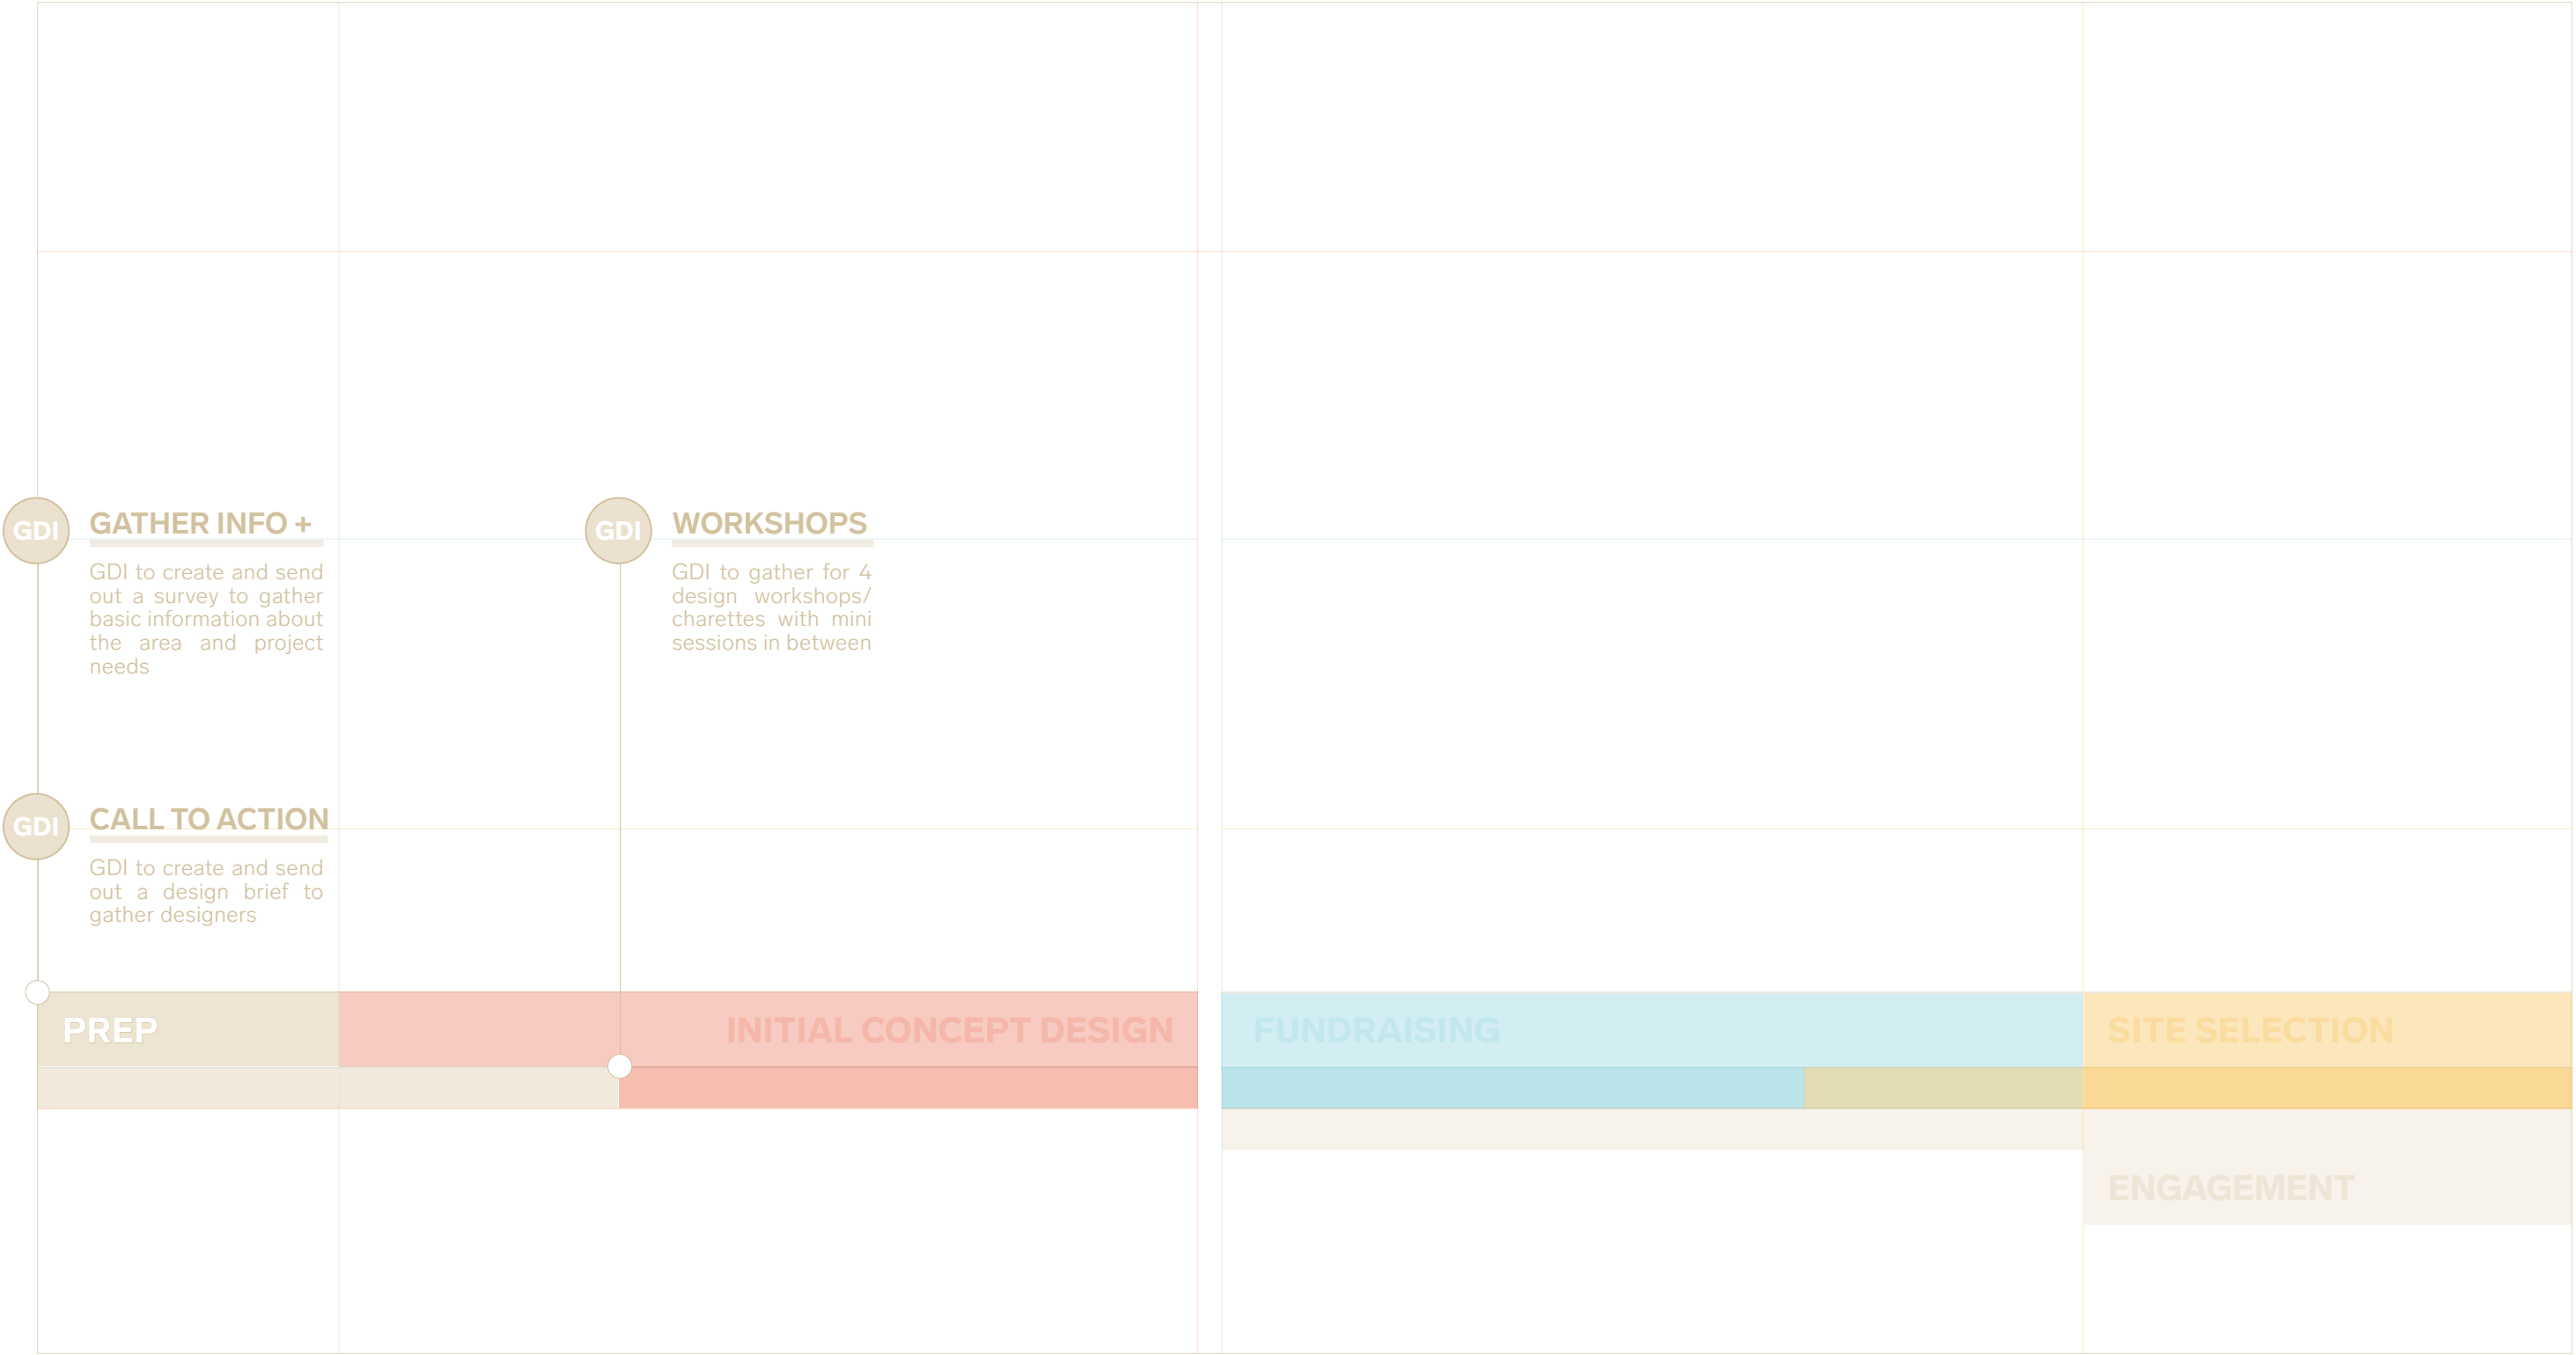 GDI
GATHER INFO +
GDI to create and send
out a survey to gather
basic information about
the area and project
needs
GDI
WORKSHOPS
GDI to gather for 4
design workshops/
charettes with mini
sessions in between
GDI
CALL TO ACTION
GDI to create and send
out a design brief to
gather designers
PREP
INITIAL CONCEPT DESIGN
FUNDRAISING
SITE SELECTION
ENGAGEMENT